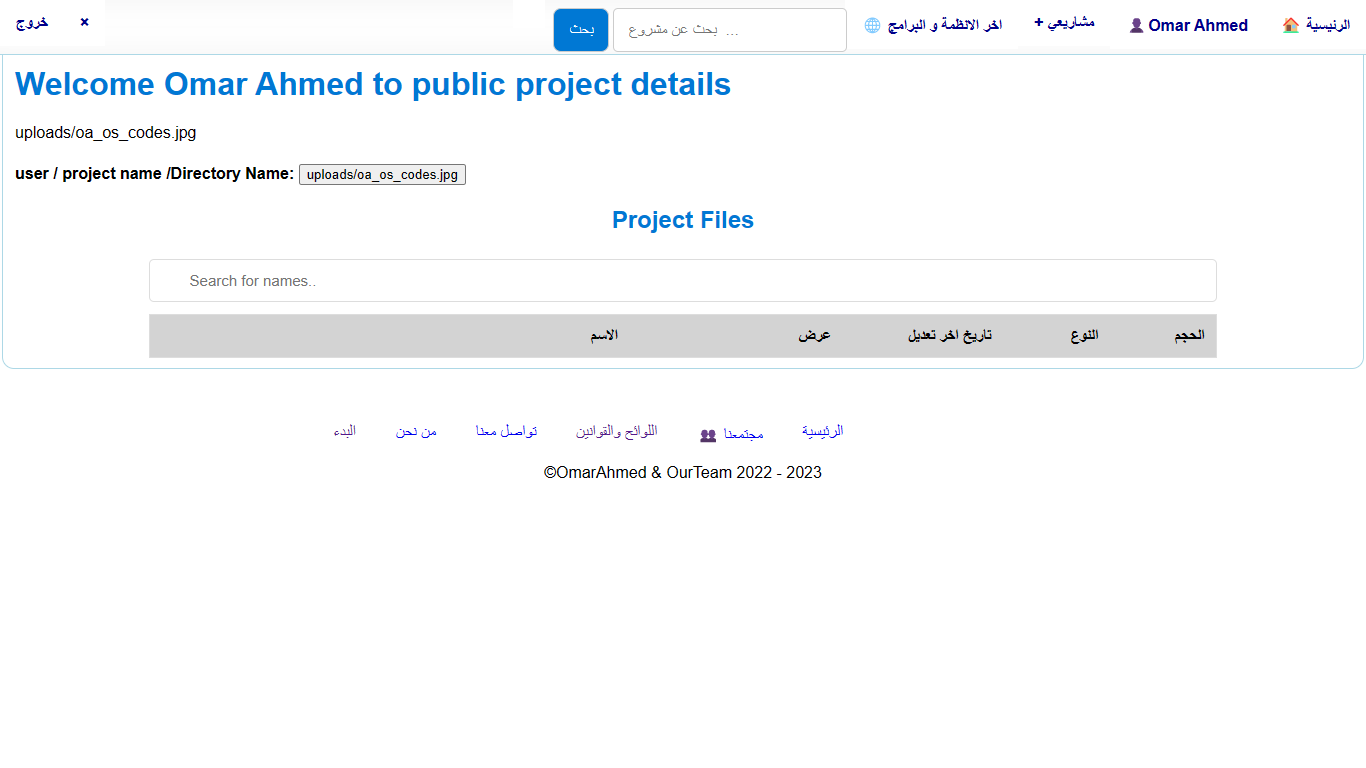 الرئيسية 🏠
👤 Omar Ahmed
مشاريعي +
اخر الانظمة و البرامج 🌐
بحث عن مشروع ...
بحث
×
خروج
Welcome Omar Ahmed to public project details
uploads/oa_os_codes.jpg
user / project name /Directory Name: uploads/oa_os_codes.jpg
Project Files
Search for names..
الاسم عرض تاريخ اخر تعديل النوع الحجم
الرئيسية مجتمعنا 👥 اللوائح والقوانين تواصل معنا من نحن البدء
©OmarAhmed & OurTeam 2022 - 2023